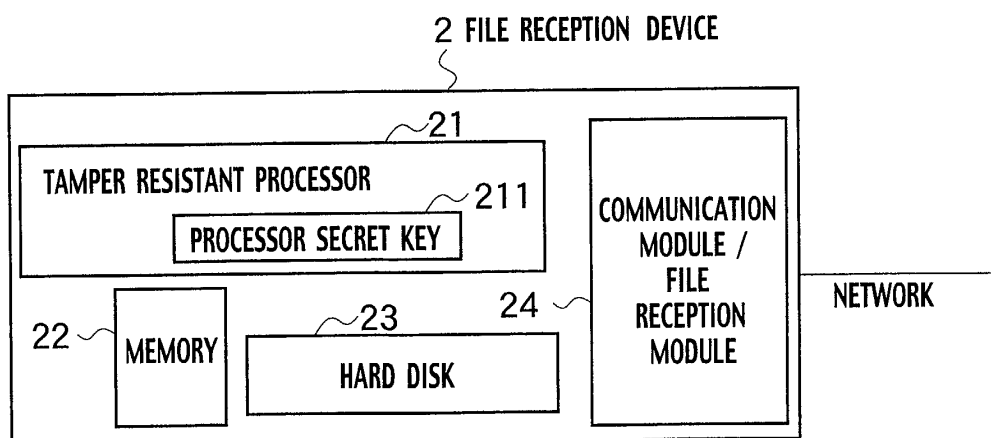 2 FILE RECEPTION DEVICE
21
TAMPER RESISTANT PROCESSOR
211
PROCESSOR SECRET KEY
COMMUNICATION
MODULE /
FILE
RECEPTION
MODULE
24
NETWORK
22
MEMORY
23
HARD DISK